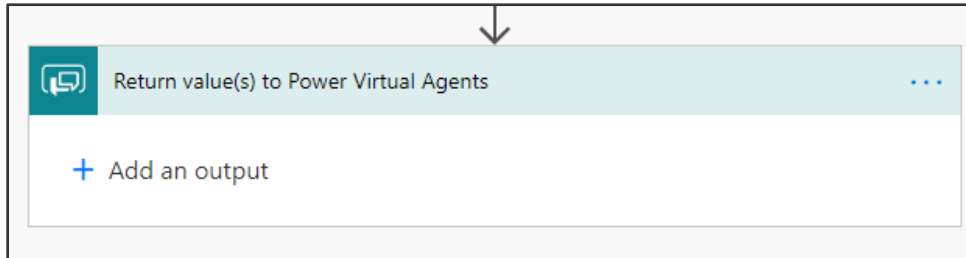 Return value(s) to Power Virtual Agents
Add an output